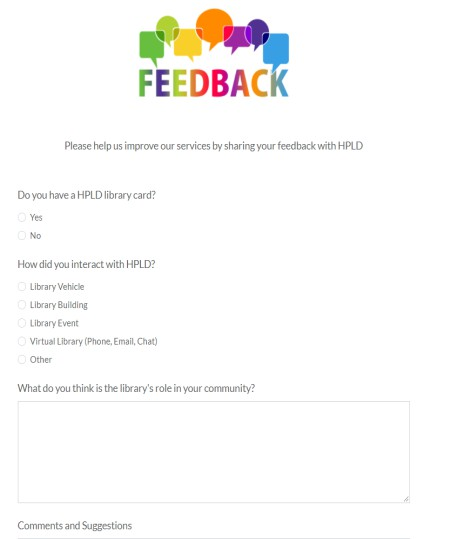 FEEDBACK
Please help us improve our services by sharing your feedback with HPLD
Do you have a HPLD library card?
Yes
No
How did you interact with HPLD?
Library Vehicle
Library Building
Library Event
Virtual Library (Phone, Email, Chat)
Other
What do you think is the library's role in your community?
Comments and Suggestions